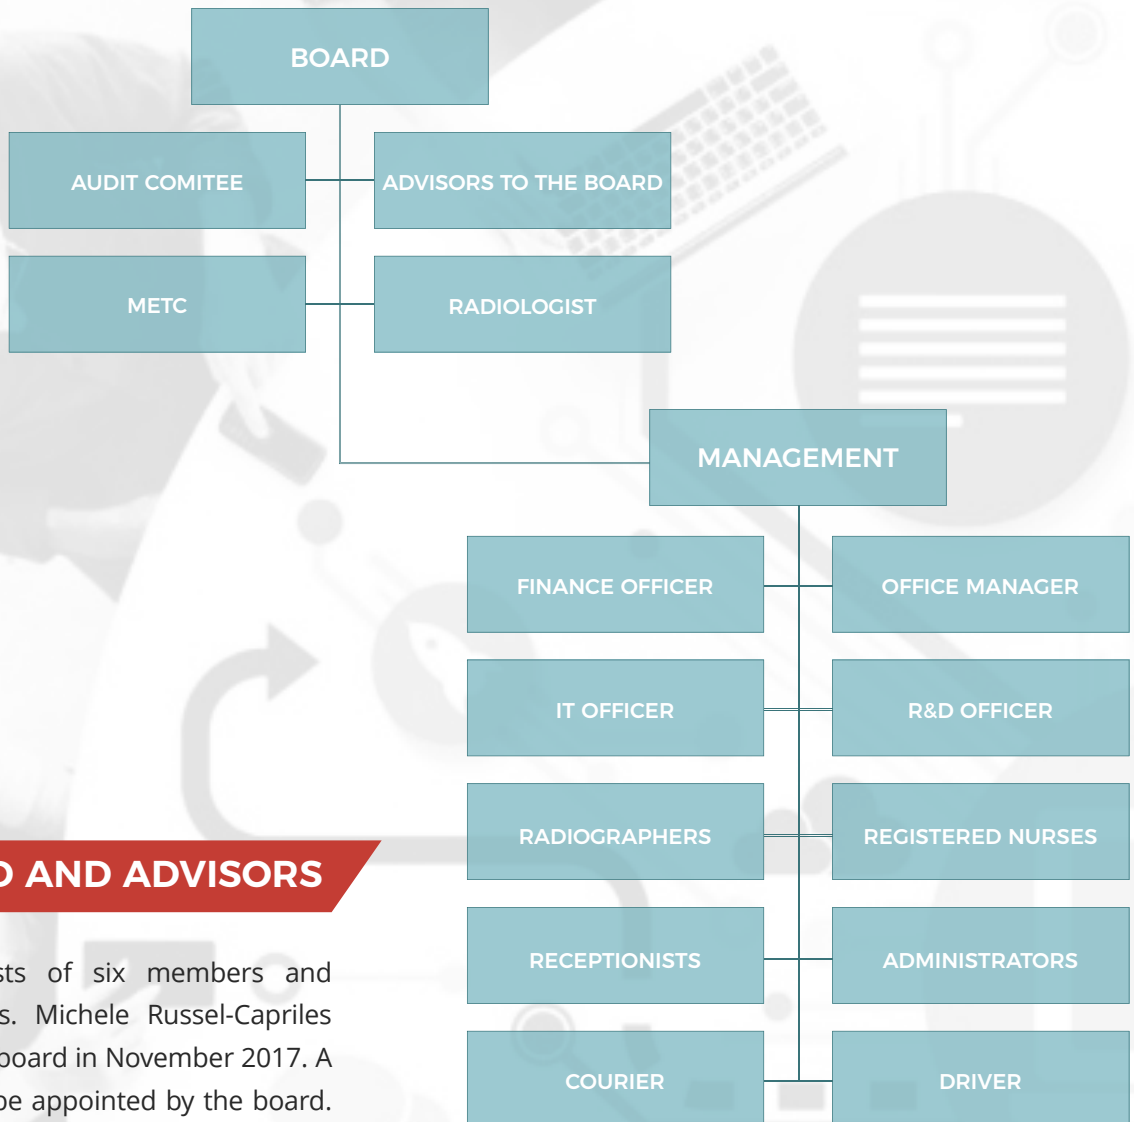 BOARD
AUDIT COMITEE
ADVISORS TO THE BOARD
METC
RADIOLOGIST
MANAGEMENT
FINANCE OFFICER
OFFICE MANAGER
IT OFFICER
R&D OFFICER
RADIOGRAPHERS
REGISTERED NURSES
RECEPTIONISTS
ADMINISTRATORS
COURIER
DRIVER
AND ADVISORS
of six members and
Michele Russel-Capriles
board in November 2017. A
be appointed by the board.